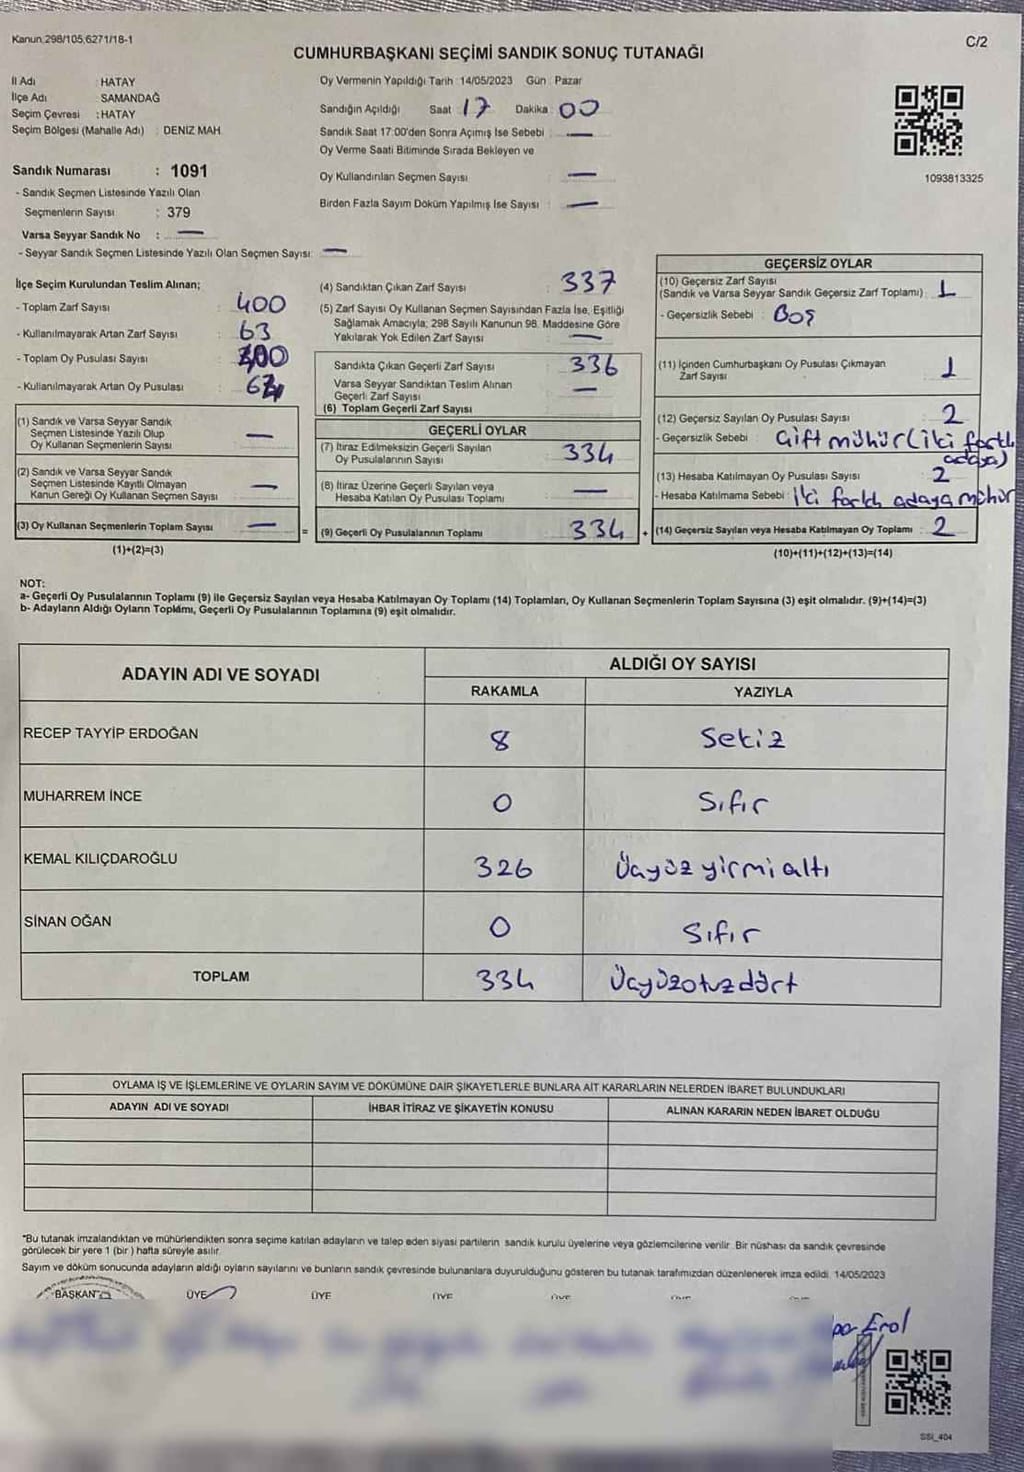 Kanun,298/105,6271/18-1
C/2
CUMHURBAŞKANI SEÇİMİ SANDIK SONUÇ TUTANAĞI
İl Adı : HATAY
İlçe Adı SAMANDAĞ
Seçim Çevresi : HATAY
Seçim Bölgesi (Mahalle Adı) : DENİZ MAH
Oy Vermenin Yapıldığı Tarih : 14/05/2023 Gün : Pazar
Sandığın Açıldığı Saat : 17 Dakika : 00
Sandık Saat 17:00'den Sonra Açımış İse Sebebi : —
Oy Verme Saati Bitiminde Sırada Bekleyen ve
Oy Kullandırılan Seçmen Sayısı : —
Birden Fazla Sayım Döküm Yapılmış İse Sayısı : —
1093813325
Sandık Numarası : 1091
- Sandık Seçmen Listesinde Yazılı Olan
Seçmenlerin Sayısı : 379
Varsa Seyyar Sandık No : —
- Seyyar Sandık Seçmen Listesinde Yazılı Olan Seçmen Sayısı: —
İlçe Seçim Kurulundan Teslim Alınan;
- Toplam Zarf Sayısı : 400
- Kullanılmayarak Artan Zarf Sayısı : 63
- Toplam Oy Pusulası Sayısı : 400
- Kullanılmayarak Artan Oy Pusulası :
(1) Sandık ve Varsa Seyyar Sandık
Seçmen Listesinde Yazılı Olup
Oy Kullanan Seçmenlerin Sayısı —
(2) Sandık ve Varsa Seyyar Sandık
Seçmen Listesinde Kayıtlı Olmayan
Kanun Gereği Oy Kullanan Seçmen Sayısı —
(3) Oy Kullanan Seçmenlerin Toplam Sayısı —
(1)+(2)=(3)
=
(4) Sandıktan Çıkan Zarf Sayısı : 337
(5) Zarf Sayısı Oy Kullanan Seçmen Sayısından Fazla İse, Eşitliği
Sağlamak Amacıyla; 298 Sayılı Kanunun 98. Maddesine Göre
Yakılarak Yok Edilen Zarf Sayısı : —
Sandıkta Çıkan Geçerli Zarf Sayısı : 336
Varsa Seyyar Sandıktan Teslim Alınan
Geçerli Zarf Sayısı —
(6) Toplam Geçerli Zarf Sayısı
GEÇERLİ OYLAR
(7) İtiraz Edilmeksizin Geçerli Sayılan
Oy Pusulalarının Sayısı : 334
(8) İtiraz Üzerine Geçerli Sayılan veya
Hesaba Katılan Oy Pusulası Toplamı : —
(9) Geçerli Oy Pusulalarının Toplamı 334
+
GEÇERSİZ OYLAR
(10) Geçersiz Zarf Sayısı
(Sandık ve Varsa Seyyar Sandık Geçersiz Zarf Toplamı) : 1
- Geçersizlik Sebebi : Boş
(11) İçinden Cumhurbaşkanı Oy Pusulası Çıkmayan
Zarf Sayısı 1
(12) Geçersiz Sayılan Oy Pusulası Sayısı : 2
- Geçersizlik Sebebi : Çift mühür (iki farklı
adaya)
(13) Hesaba Katılmayan Oy Pusulası Sayısı : 2
- Hesaba Katılmama Sebebi : İki farklı adaya mühür
(14) Geçersiz Sayılan veya Hesaba Katılmayan Oy Toplamı : 2
(10)+(11)+(12)+(13)=(14)
NOT:
a- Geçerli Oy Pusulalarının Toplamı (9) ile Geçersiz Sayılan veya Hesaba Katılmayan Oy Toplamı (14) Toplamları, Oy Kullanan Seçmenlerin Toplam Sayısına (3) eşit olmalıdır. (9)+(14)=(3)
b- Adayların Aldığı Oyların Toplamı, Geçerli Oy Pusulalarının Toplamına (9) eşit olmalıdır.
ADAYIN ADI VE SOYADI
ALDIĞI OY SAYISI
RAKAMLA YAZIYLA
RECEP TAYYİP ERDOĞAN 8 Sekiz
MUHARREM İNCE 0 Sıfır
KEMAL KILIÇDAROĞLU 326 Üçyüz yirmi altı
SİNAN OĞAN 0 Sıfır
TOPLAM 334 Üçyüzotuzdört
OYLAMA İŞ VE İŞLEMLERİNE VE OYLARIN SAYIM VE DÖKÜMÜNE DAİR ŞİKAYETLERLE BUNLARA AİT KARARLARIN NELERDEN İBARET BULUNDUKLARI
ADAYIN ADI VE SOYADI İHBAR İTİRAZ VE ŞİKAYETİN KONUSU ALINAN KARARIN NEDEN İBARET OLDUĞU
"Bu tutanak imzalandıktan ve mühürlendikten sonra seçime katılan adayların ve talep eden siyasi partilerin sandık kurulu üyelerine veya gözlemcilerine verilir. Bir nüshası da sandık çevresinde
görülecek bir yere 1 (bir) hafta süreyle asılır.
Sayım ve döküm sonucunda adayların aldığı oyların sayılarını ve bunların sandık çevresinde bulunanlara duyurulduğunu gösteren bu tutanak tarafımızdan düzenlenerek imza edildi. 14/05/2023
BAŞKAN ÜYE ÜYE ÜYE
Erol
SSİ_404